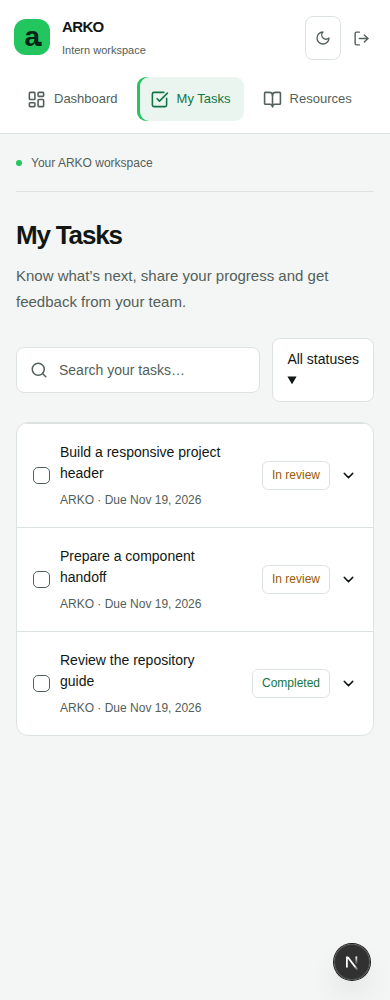 a
ARKO
Intern workspace
Dashboard
My Tasks
Resources
Your ARKO workspace
My Tasks
Know what's next, share your progress and get
feedback from your team.
Search your tasks…
All statuses
▼
Build a responsive project
header
ARKO · Due Nov 19, 2026
In review
Prepare a component
handoff
ARKO · Due Nov 19, 2026
In review
Review the repository
guide
ARKO · Due Nov 19, 2026
Completed
N